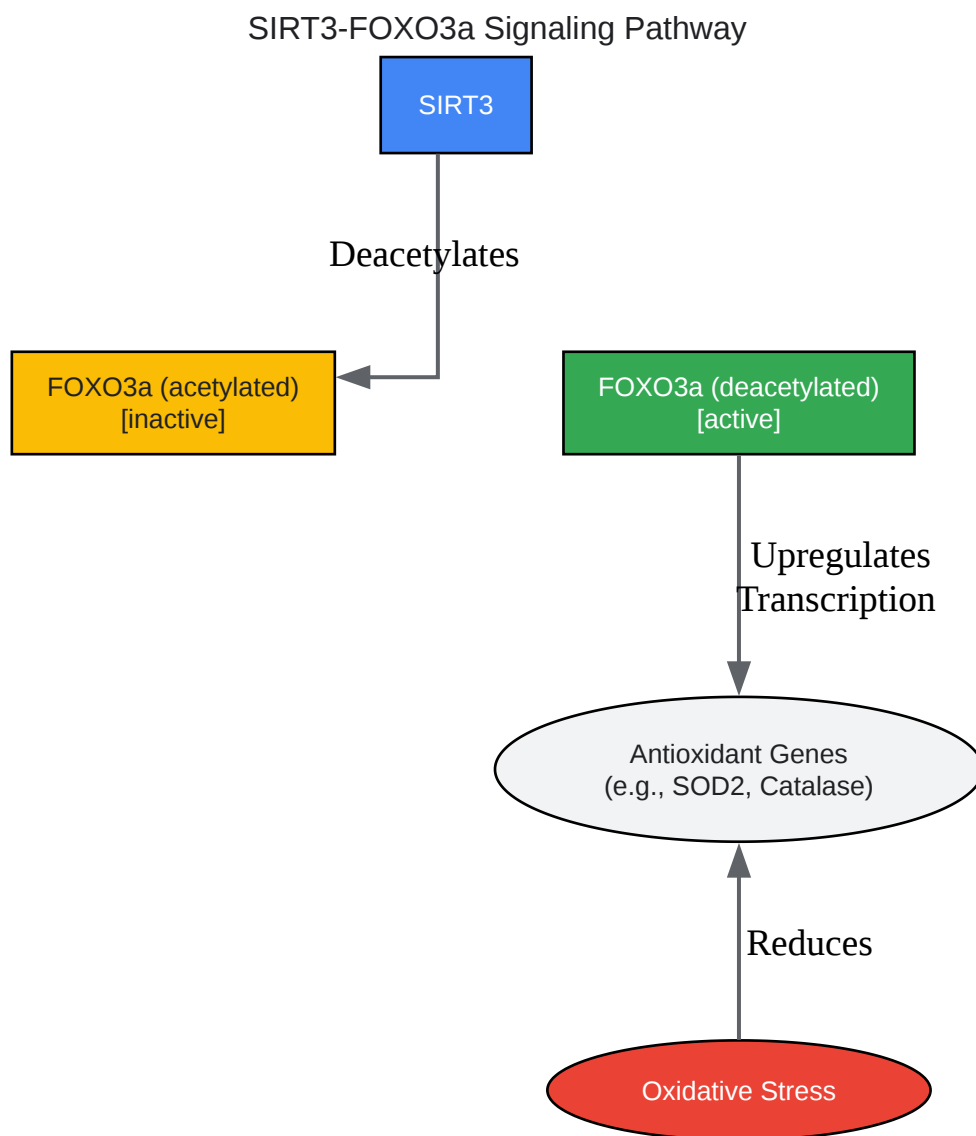 SIRT3-FOXO3a Signaling Pathway
SIRT3
Deacetylates
FOXO3a (acetylated)
[inactive]
FOXO3a (deacetylated)
[active]
Upregulates
Transcription
Antioxidant Genes
(e.g., SOD2, Catalase)
Reduces
Oxidative Stress